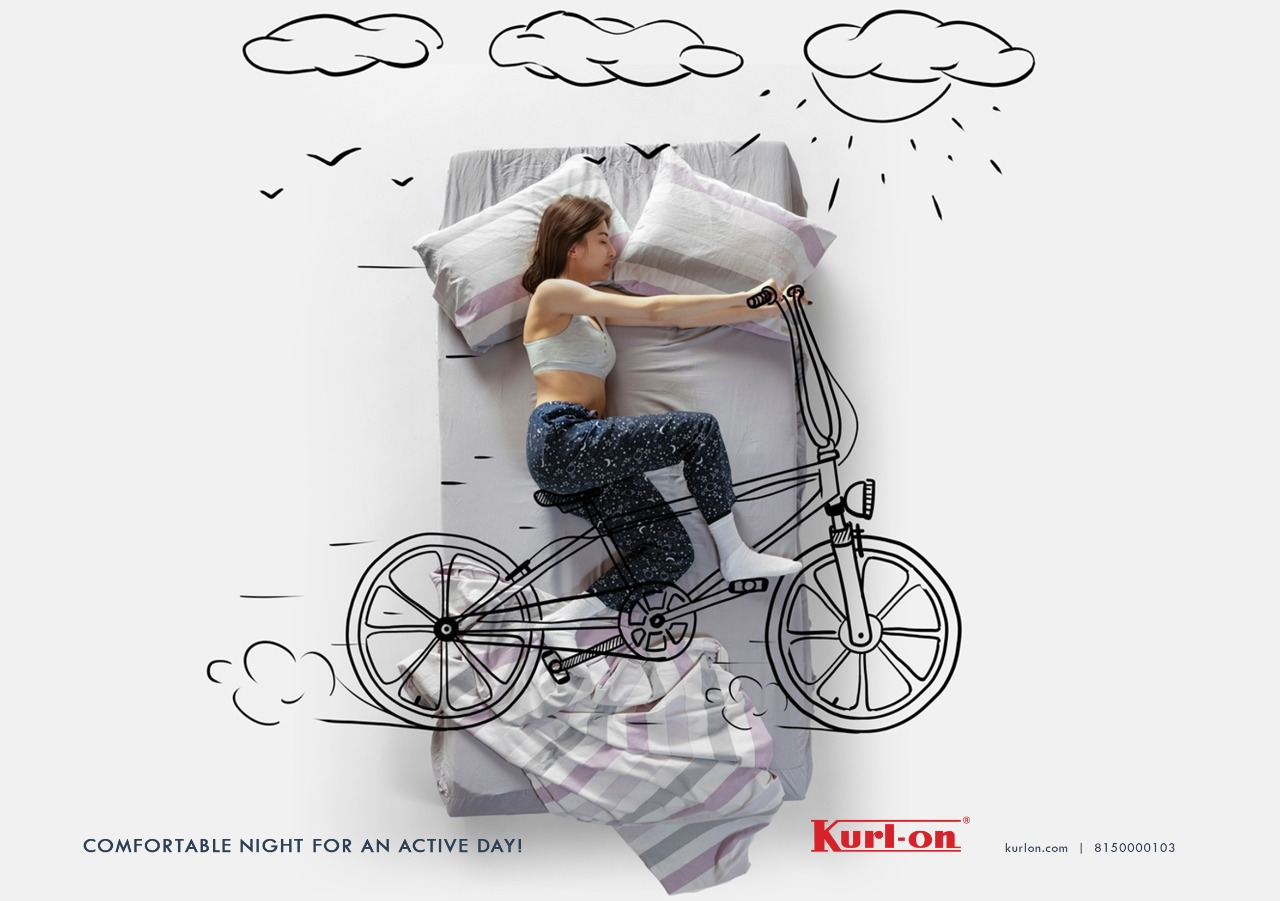 COMFORTABLE NIGHT FOR AN ACTIVE DAY!
Kurl-on®
kurlon.com | 8150000103